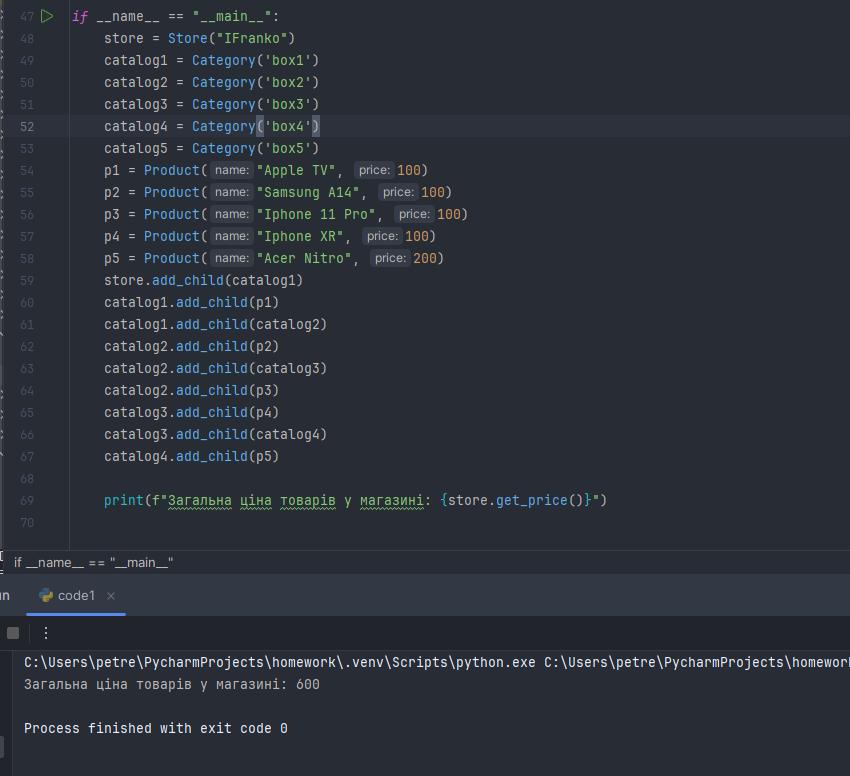 47 if __name__ == "__main__":
48 store = Store("IFranko")
49 catalog1 = Category('box1')
50 catalog2 = Category('box2')
51 catalog3 = Category('box3')
52 catalog4 = Category('box4')
53 catalog5 = Category('box5')
54 p1 = Product( name: "Apple TV", price: 100)
55 p2 = Product( name: "Samsung A14", price: 100)
56 p3 = Product( name: "Iphone 11 Pro", price: 100)
57 p4 = Product( name: "Iphone XR", price: 100)
58 p5 = Product( name: "Acer Nitro", price: 200)
59 store.add_child(catalog1)
60 catalog1.add_child(p1)
61 catalog1.add_child(catalog2)
62 catalog2.add_child(p2)
63 catalog2.add_child(catalog3)
64 catalog2.add_child(p3)
65 catalog3.add_child(p4)
66 catalog3.add_child(catalog4)
67 catalog4.add_child(p5)
68
69 print(f"Загальна ціна товарів у магазині: {store.get_price()}")
70
if __name__ == "__main__"
code1
C:\Users\petre\PycharmProjects\homework\.venv\Scripts\python.exe C:\Users\petre\PycharmProjects\homework
Загальна ціна товарів у магазині: 600
Process finished with exit code 0